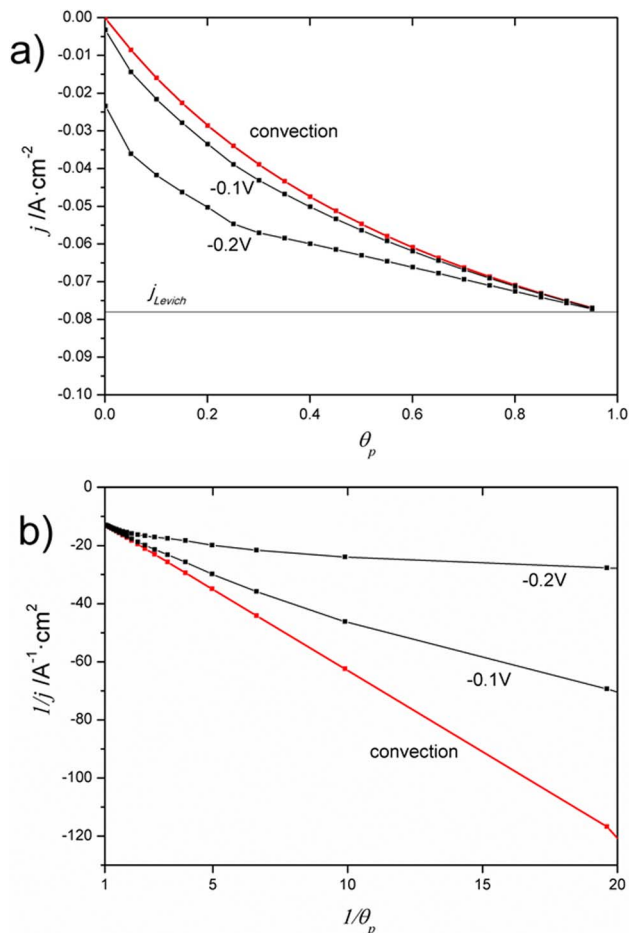 a)
0.00
-0.01
-0.02
-0.03
-0.04
-0.05
-0.06
-0.07
-0.08
-0.09
-0.10
j /A·cm⁻²
convection
-0.1V
-0.2V
j_Levich
0.0 0.2 0.4 0.6 0.8 1.0
θ_p
b)
0
-20
-40
-60
-80
-100
-120
1/j /A⁻¹·cm²
-0.2V
-0.1V
convection
1 5 10 15 20
1/θ_p